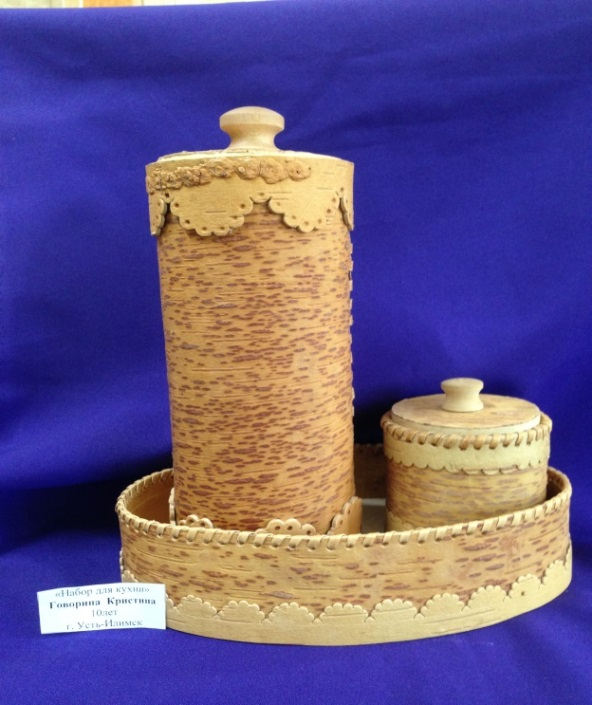 «Набор для кухни»
Говорина Кристина
10лет
г. Усть-Илимск